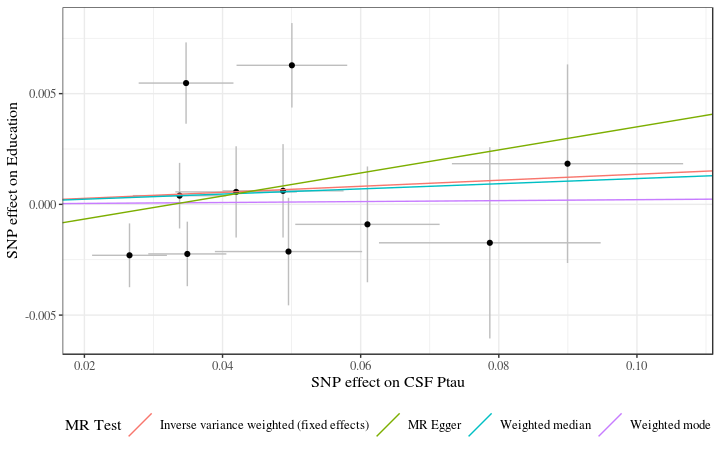 SNP effect on Education
0.005
0.000
-0.005
0.02 0.04 0.06 0.08 0.10
SNP effect on CSF Ptau
MR Test Inverse variance weighted (fixed effects) MR Egger Weighted median Weighted mode